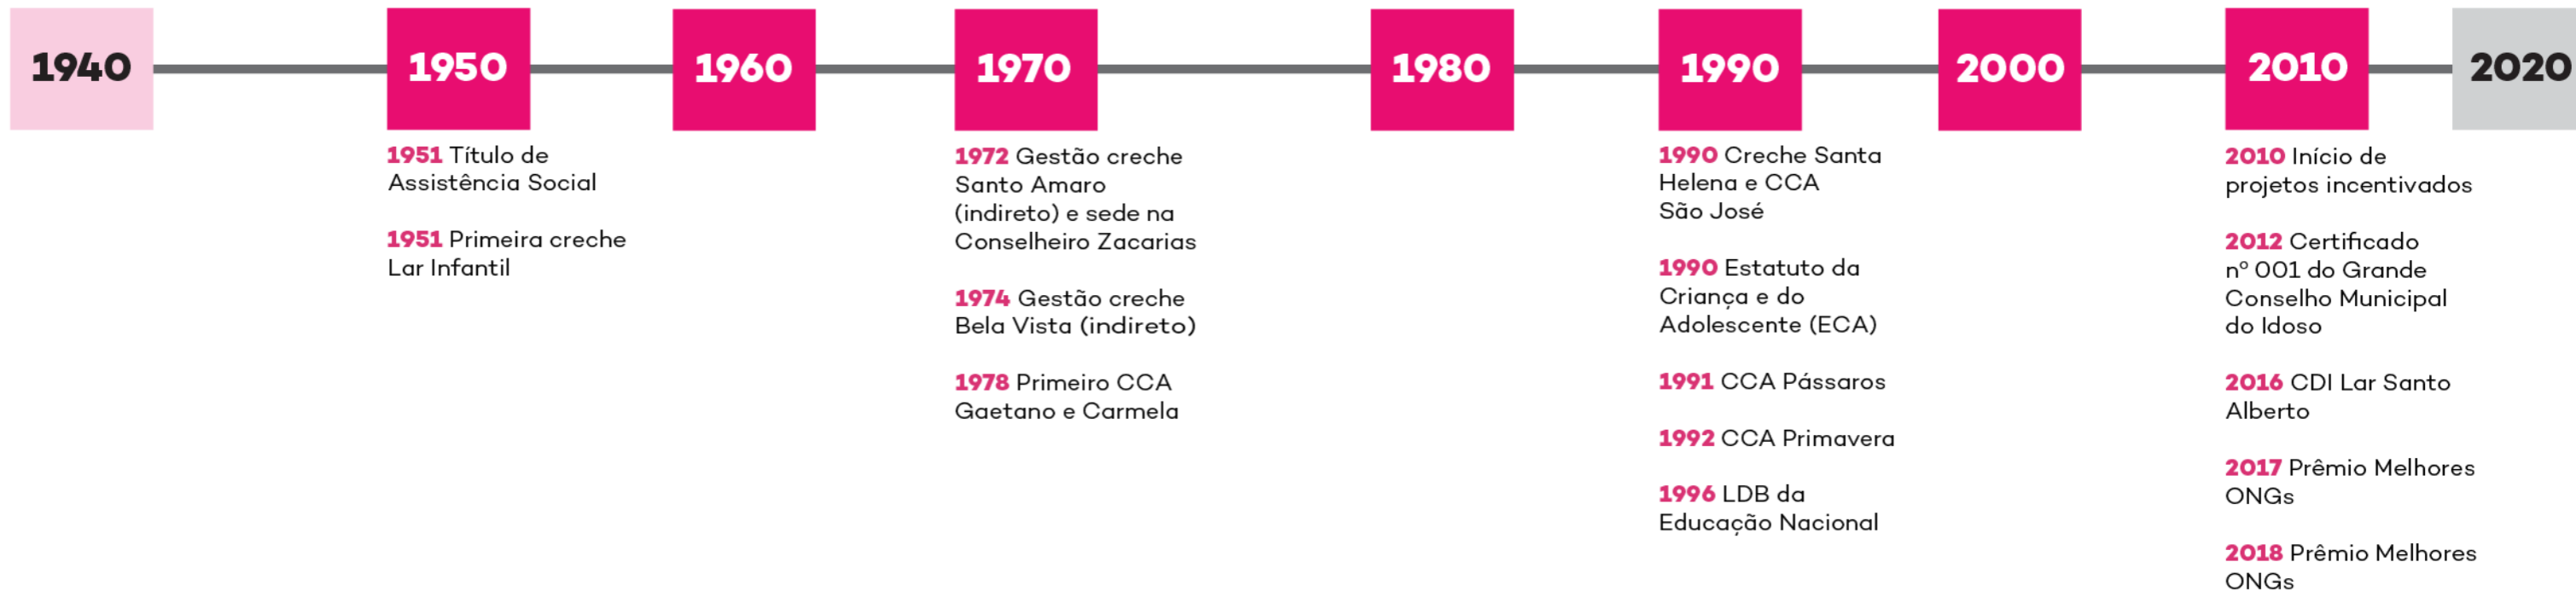 1940
1950
1960
1970
1980
1990
2000
2010
2020
1951 Título de
Assistência Social
1951 Primeira creche
Lar Infantil
1972 Gestão creche
Santo Amaro
(indireto) e sede na
Conselheiro Zacarias
1974 Gestão creche
Bela Vista (indireto)
1978 Primeiro CCA
Gaetano e Carmela
1990 Creche Santa
Helena e CCA
São José
1990 Estatuto da
Criança e do
Adolescente (ECA)
1991 CCA Pássaros
1992 CCA Primavera
1996 LDB da
Educação Nacional
2010 Início de
projetos incentivados
2012 Certificado
nº 001 do Grande
Conselho Municipal
do Idoso
2016 CDI Lar Santo
Alberto
2017 Prêmio Melhores
ONGs
2018 Prêmio Melhores
ONGs